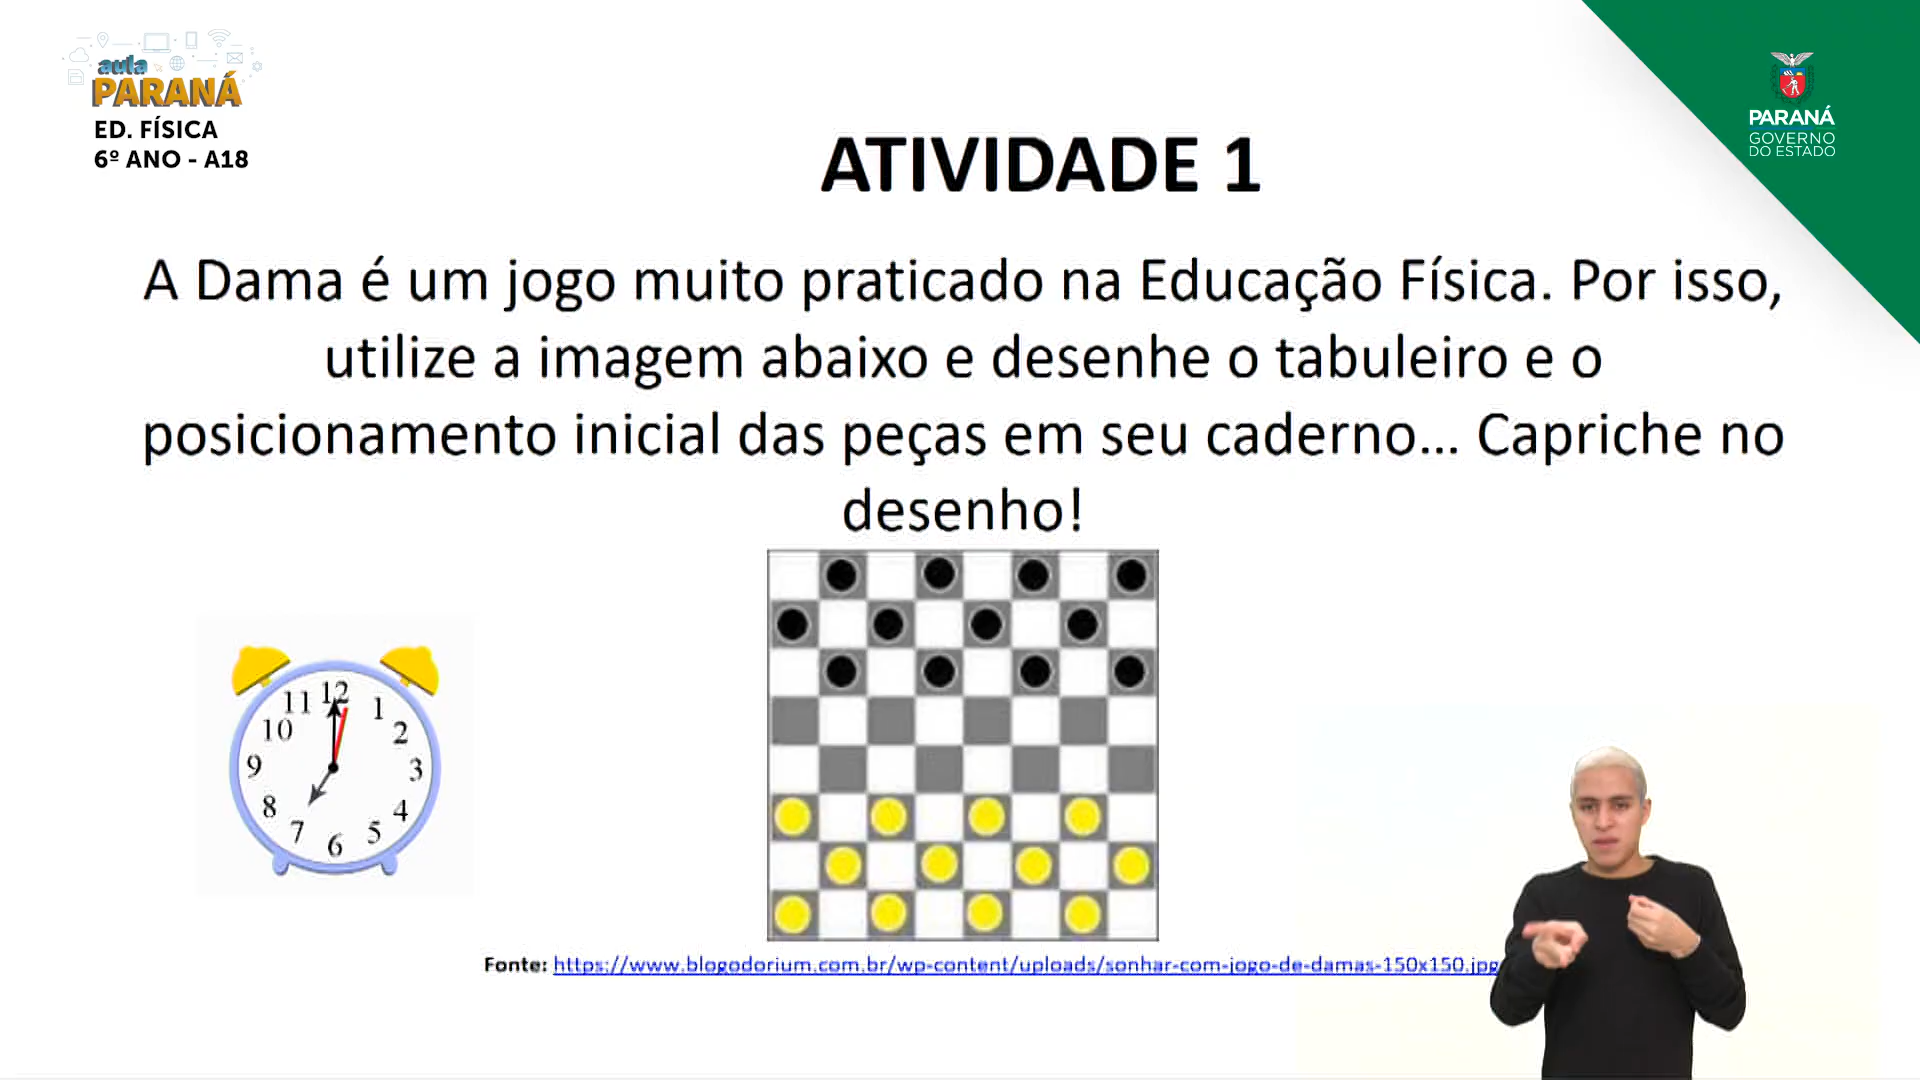 aula
PARANÁ
ED. FÍSICA
6º ANO - A18
PARANÁ
GOVERNO
DO ESTADO
ATIVIDADE 1
A Dama é um jogo muito praticado na Educação Física. Por isso,
utilize a imagem abaixo e desenhe o tabuleiro e o
posicionamento inicial das peças em seu caderno... Capriche no
desenho!
11 12 1
10 2
9 3
8 4
7 6 5
Fonte: https://www.blogodorium.com.br/wp-content/uploads/sonhar-com-jogo-de-damas-150x150.jpg